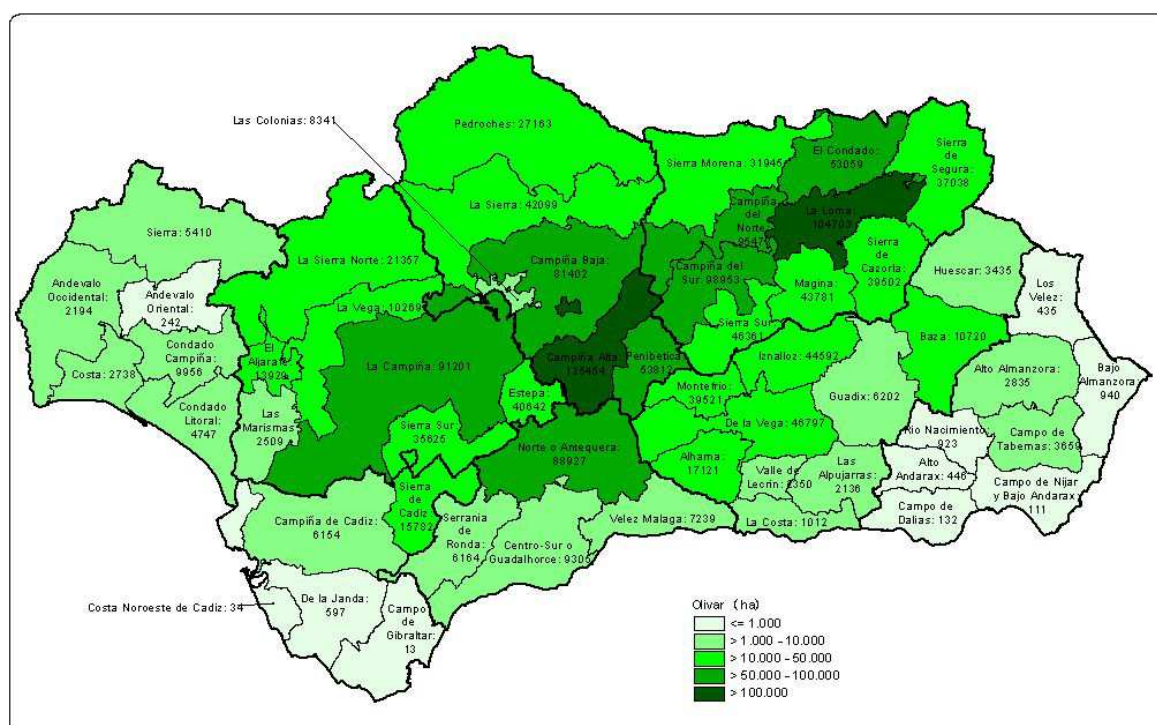 Las Colonias: 8341
Pedroches: 27163
El Condado:
53059
Sierra
de
Segura:
37038
Sierra Morena: 31945
La Sierra: 42099
Campiña
del
Norte:
La Loma:
104703
Sierra: 5410
La Sierra Norte: 21357
Campiña Baja:
81402
Campiña del
Sur: 98953
Sierra
de
Cazorla:
39502
Huescar: 3435
Los
Velez:
435
Andevalo
Occidental:
2194
Andevalo
Oriental:
242
La Vega: 10269
Magina:
43781
Sierra Sur:
46361
Baza: 10720
Condado
Campiña:
9956
Costa: 2738
El
Aljarafe:
13929
La Campiña: 91201
Campiña Alta:
Penibetica:
53812
Iznalloz: 44592
Alto Almanzora:
2835
Bajo
Almanzora:
940
Condado
Litoral:
4747
Las
Marismas:
2509
Estepa:
40642
Montefrio:
39521
Guadix: 6202
De la Vega: 46797
Sierra Sur:
35625
Norte o Antequera:
88927
Rio Nacimiento:
923
Campo de
Tabernas: 3659
Alhama:
17121
Valle de
Lecrin: 2350
Las
Alpujarras:
2136
Alto
Andarax: 446
Campo de Nijar
y Bajo Andarax:
111
Sierra
de
Cadiz:
15782
Campiña de Cadiz:
6154
Serrania
de
Ronda:
6164
Centro-Sur o
Guadalhorce: 9305
Velez Malaga: 7239
La Costa: 1012
Campo de
Dalias: 132
Costa Noroeste de Cadiz: 34
De la Janda:
597
Campo
de
Gibraltar:
13
Olivar (ha)
<= 1.000
> 1.000 - 10.000
> 10.000 - 50.000
> 50.000 - 100.000
> 100.000